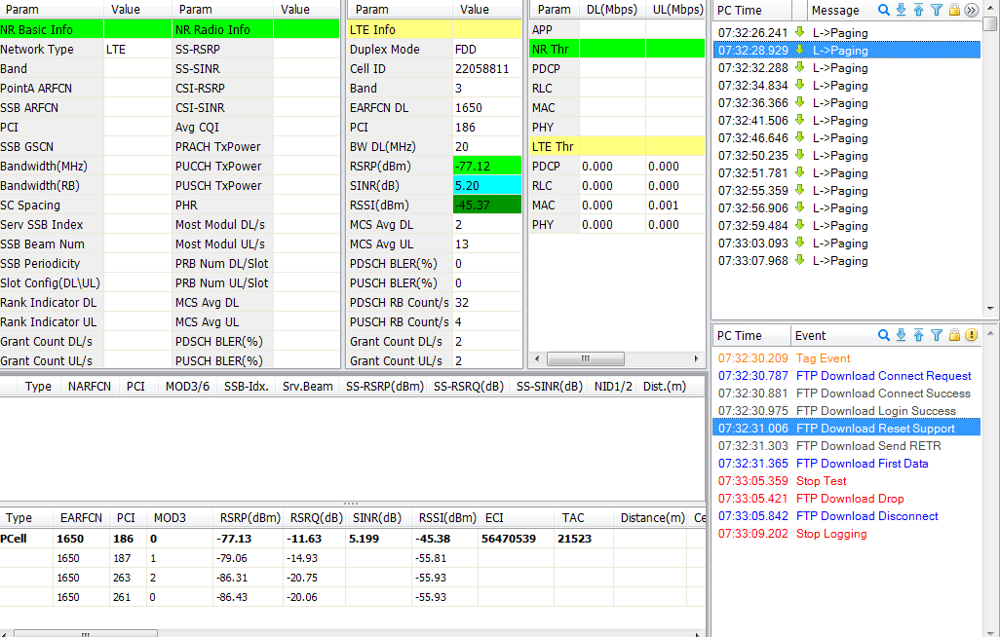 Param Value Param Value
NR Basic Info NR Radio Info
Network Type LTE SS-RSRP
Band SS-SINR
PointA ARFCN CSI-RSRP
SSB ARFCN CSI-SINR
PCI Avg CQI
SSB GSCN PRACH TxPower
Bandwidth(MHz) PUCCH TxPower
Bandwidth(RB) PUSCH TxPower
SC Spacing PHR
Serv SSB Index Most Modul DL/s
SSB Beam Num Most Modul UL/s
SSB Periodicity PRB Num DL/Slot
Slot Config(DL\UL) PRB Num UL/Slot
Rank Indicator DL MCS Avg DL
Rank Indicator UL MCS Avg UL
Grant Count DL/s PDSCH BLER(%)
Grant Count UL/s PUSCH BLER(%)
Param Value
LTE Info
Duplex Mode FDD
Cell ID 22058811
Band 3
EARFCN DL 1650
PCI 186
BW DL(MHz) 20
RSRP(dBm) -77.12
SINR(dB) 5.20
RSSI(dBm) -45.37
MCS Avg DL 2
MCS Avg UL 13
PDSCH BLER(%) 0
PUSCH BLER(%) 0
PDSCH RB Count/s 32
PUSCH RB Count/s 4
Grant Count DL/s 2
Grant Count UL/s 2
Param DL(Mbps) UL(Mbps)
APP
NR Thr
PDCP
RLC
MAC
PHY
LTE Thr
PDCP 0.000 0.000
RLC 0.000 0.000
MAC 0.000 0.001
PHY 0.000 0.000
PC Time Message
07:32:26.241 L->Paging
07:32:28.929 L->Paging
07:32:32.288 L->Paging
07:32:34.834 L->Paging
07:32:36.366 L->Paging
07:32:41.506 L->Paging
07:32:46.646 L->Paging
07:32:50.235 L->Paging
07:32:51.781 L->Paging
07:32:55.359 L->Paging
07:32:56.906 L->Paging
07:32:59.484 L->Paging
07:33:03.093 L->Paging
07:33:07.968 L->Paging
PC Time Event
07:32:30.209 Tag Event
07:32:30.787 FTP Download Connect Request
07:32:30.881 FTP Download Connect Success
07:32:30.975 FTP Download Login Success
07:32:31.006 FTP Download Reset Support
07:32:31.303 FTP Download Send RETR
07:32:31.365 FTP Download First Data
07:33:05.359 Stop Test
07:33:05.421 FTP Download Drop
07:33:05.842 FTP Download Disconnect
07:33:09.202 Stop Logging
Type NARFCN PCI MOD3/6 SSB-Idx. Srv.Beam SS-RSRP(dBm) SS-RSRQ(dB) SS-SINR(dB) NID1/2 Dist.(m)
Type EARFCN PCI MOD3 RSRP(dBm) RSRQ(dB) SINR(dB) RSSI(dBm) ECI TAC Distance(m) Ce
PCell 1650 186 0 -77.13 -11.63 5.199 -45.38 56470539 21523
1650 187 1 -79.06 -14.93 -55.81
1650 263 2 -86.31 -20.75 -55.93
1650 261 0 -86.43 -20.06 -55.93